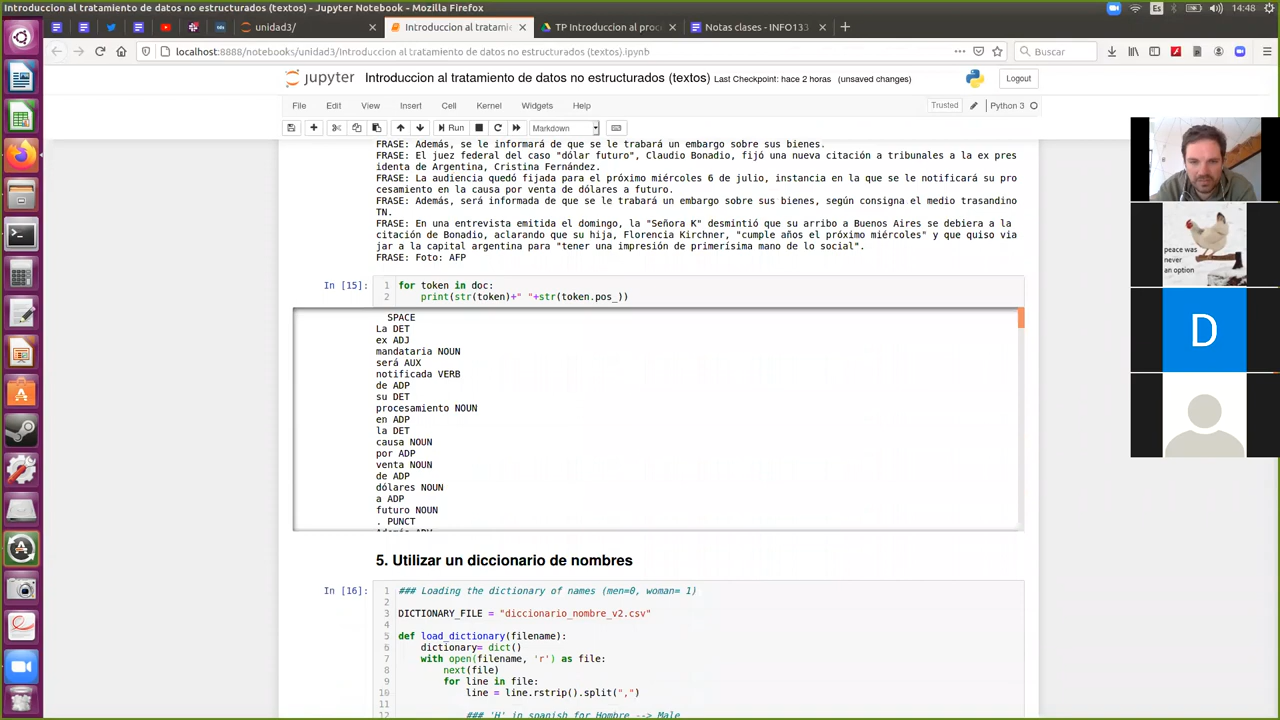 Introduccion al tratamiento de datos no estructurados (textos) - Jupyter Notebook - Mozilla Firefox
Es
14:48
unidad3/
Introduccion al tratami
TP Introduccion al proc
Notas clases - INFO133
localhost:8888/notebooks/unidad3/Introduccion al tratamiento de datos no estructurados (textos).ipynb
Buscar
jupyter
Introduccion al tratamiento de datos no estructurados (textos)
Last Checkpoint: hace 2 horas (unsaved changes)
Logout
File
Edit
View
Insert
Cell
Kernel
Widgets
Help
Trusted
Python 3
Run
Markdown
FRASE: Además, se le informará de que se le trabará un embargo sobre sus bienes.
FRASE: El juez federal del caso "dólar futuro", Claudio Bonadio, fijó una nueva citación a tribunales a la ex pres
identa de Argentina, Cristina Fernández.
FRASE: La audiencia quedó fijada para el próximo miércoles 6 de julio, instancia en la que se le notificará su pro
cesamiento en la causa por venta de dólares a futuro.
FRASE: Además, será informada de que se le trabará un embargo sobre sus bienes, según consigna el medio trasandino
TN.
FRASE: En una entrevista emitida el domingo, la "Señora K" desmintió que su arribo a Buenos Aires se debiera a la
citación de Bonadio, aclarando que su hija, Florencia Kirchner, "cumple años el próximo miércoles" y que quiso via
jar a la capital argentina para "tener una impresión de primerísima mano de lo social".
FRASE: Foto: AFP
In [15]:
1 for token in doc:
2 print(str(token)+" "+str(token.pos_))
SPACE
La DET
ex ADJ
mandataria NOUN
será AUX
notificada VERB
de ADP
su DET
procesamiento NOUN
en ADP
la DET
causa NOUN
por ADP
venta NOUN
de ADP
dólares NOUN
a ADP
futuro NOUN
. PUNCT
Además ADV
5. Utilizar un diccionario de nombres
In [16]:
1 ### Loading the dictionary of names (men=0, woman= 1)
2
3 DICTIONARY_FILE = "diccionario_nombre_v2.csv"
4
5 def load_dictionary(filename):
6 dictionary= dict()
7 with open(filename, 'r') as file:
8 next(file)
9 for line in file:
10 line = line.rstrip().split(",")
11
12 ### 'H' in spanish for Hombre --> Male
peace was
never
an option
D